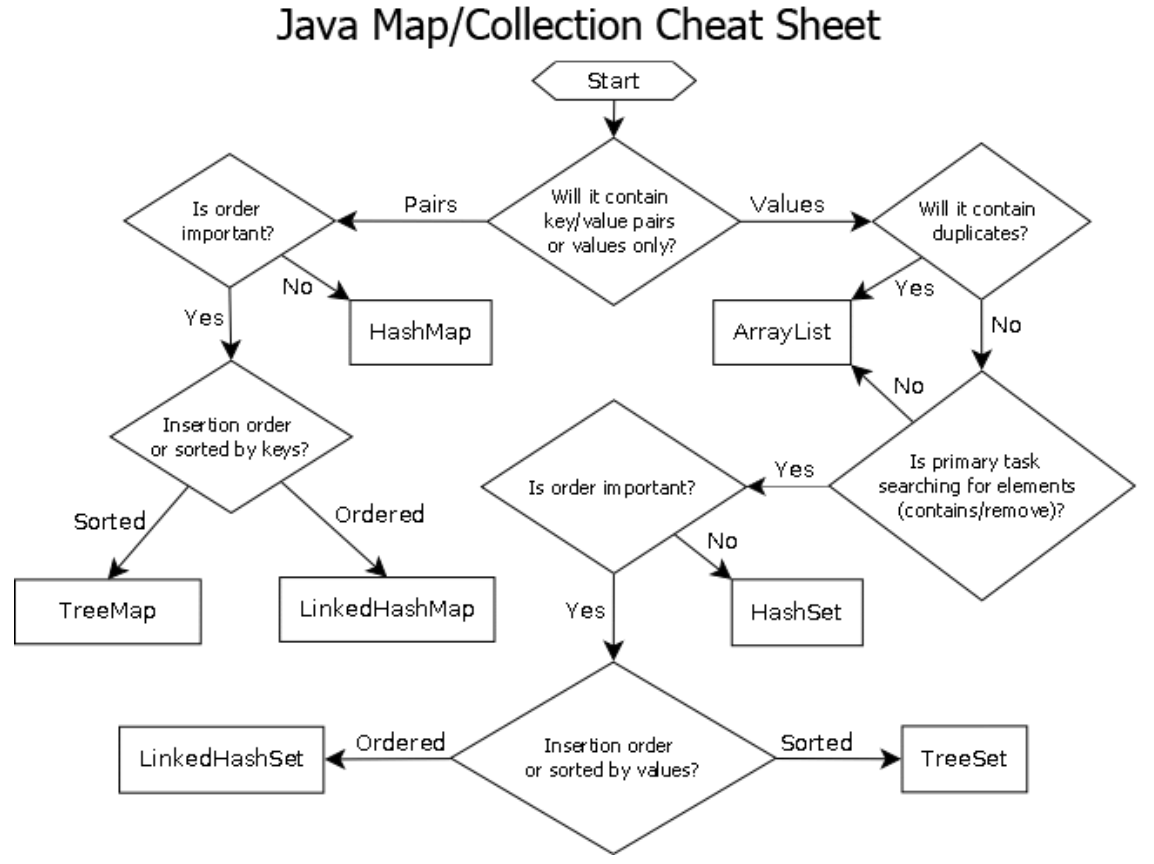 Java Map/Collection Cheat Sheet
Start
Will it contain
key/value pairs
or values only?
Pairs
Values
Is order
important?
No
HashMap
Yes
Insertion order
or sorted by keys?
Sorted
TreeMap
Ordered
LinkedHashMap
Will it contain
duplicates?
Yes
ArrayList
No
Is primary task
searching for elements
(contains/remove)?
No
Yes
Is order important?
No
HashSet
Yes
Insertion order
or sorted by values?
Ordered
LinkedHashSet
Sorted
TreeSet